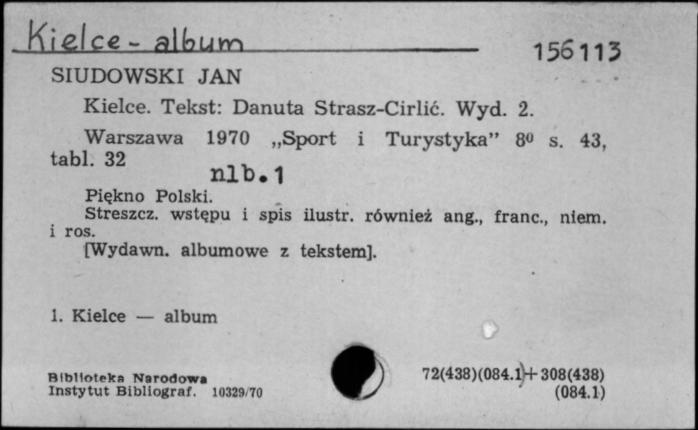 Kielce - album
156113
SIUDOWSKI JAN
Kielce. Tekst: Danuta Strasz-Cirlić. Wyd. 2.
Warszawa 1970 „Sport i Turystyka” 8⁰ s. 43,
tabl. 32
nlb.1
Piękno Polski.
Streszcz. wstępu i spis ilustr. również ang., franc., niem.
i ros.
[Wydawn. albumowe z tekstem].
1. Kielce — album
Biblioteka Narodowa
Instytut Bibliograf. 10329/70
72(438)(084.1)+308(438)
(084.1)